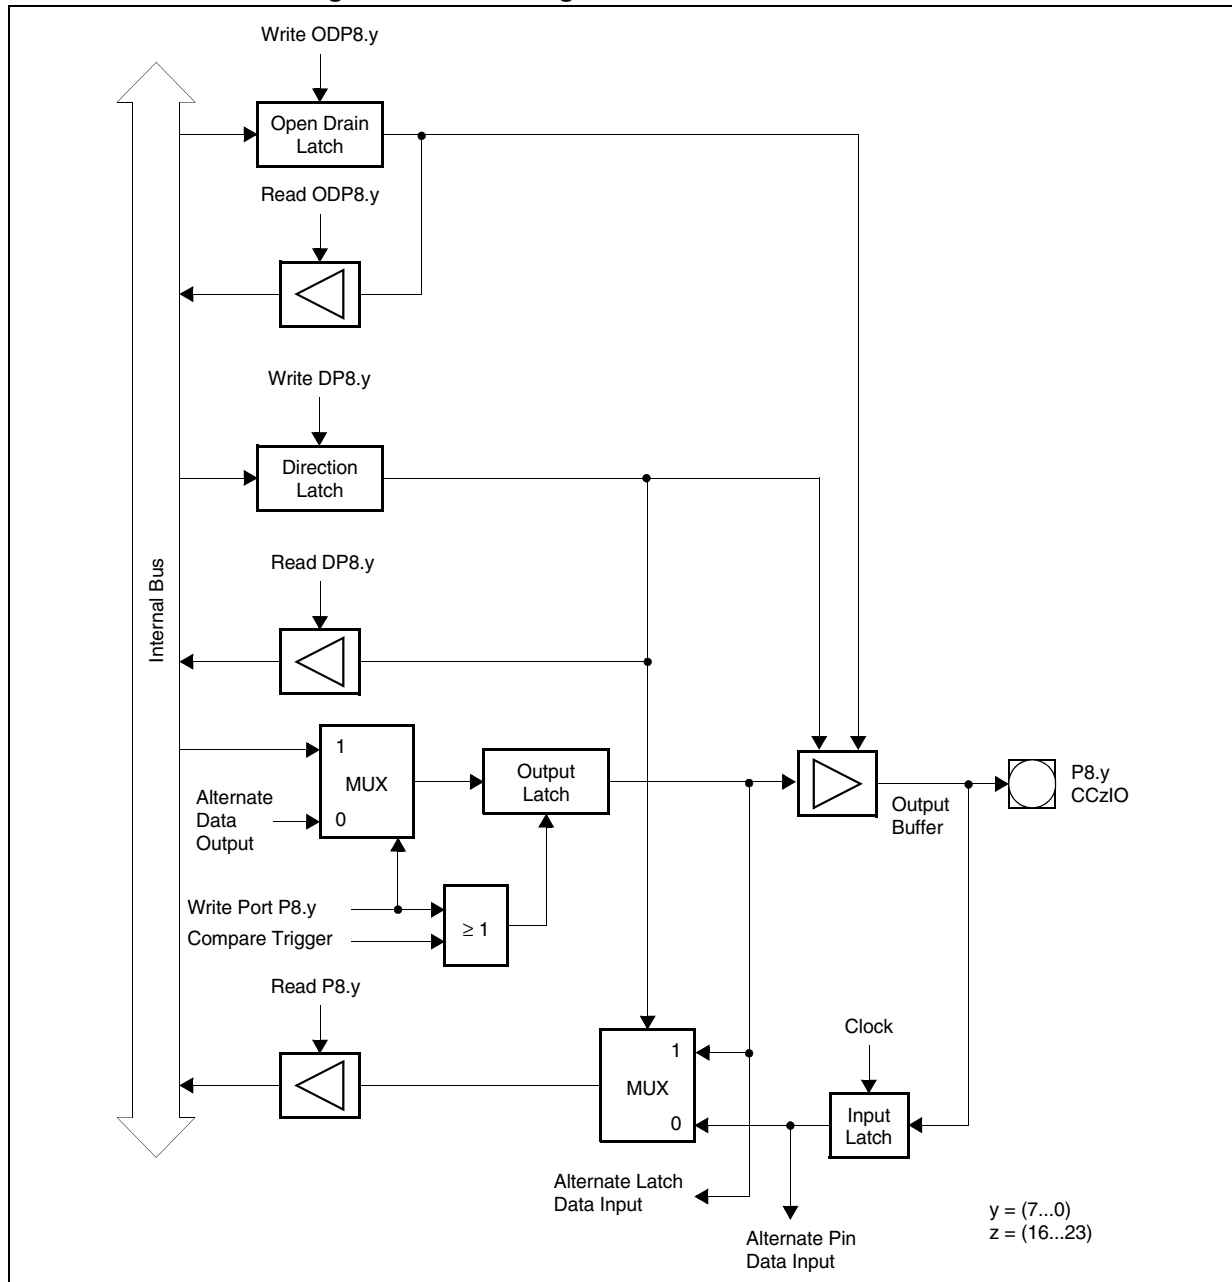 Write ODP8.y
Open Drain
Latch
Read ODP8.y
Write DP8.y
Direction
Latch
Read DP8.y
Internal Bus
1
MUX
0
Alternate
Data
Output
Output
Latch
Output
Buffer
P8.y
CCzIO
Write Port P8.y
Compare Trigger
≥ 1
Read P8.y
1
MUX
0
Clock
Input
Latch
Alternate Latch
Data Input
Alternate Pin
Data Input
y = (7...0)
z = (16...23)